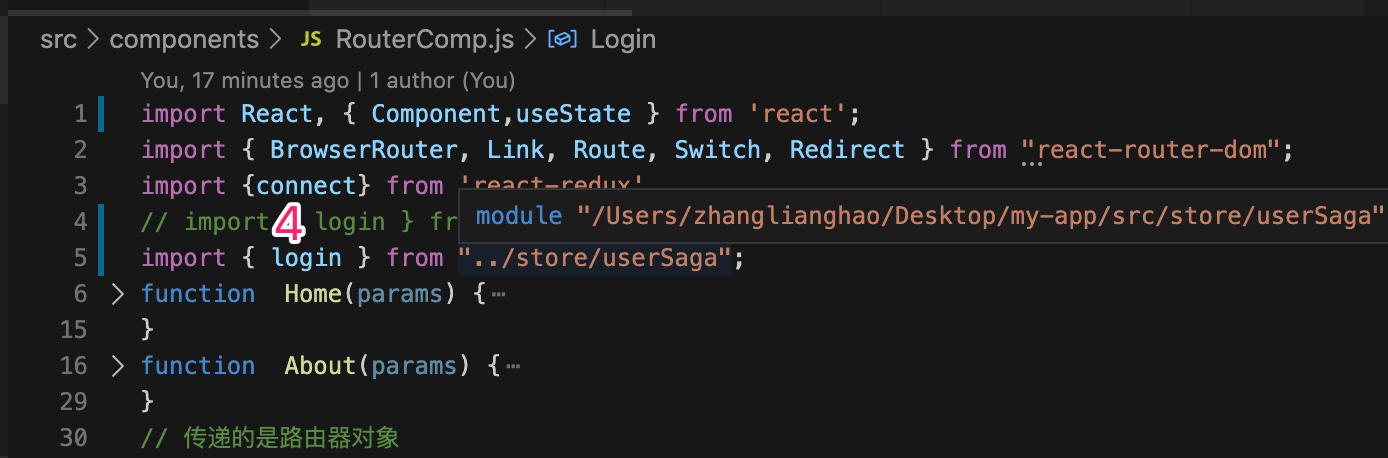 src > components > JS RouterComp.js > Login
You, 17 minutes ago | 1 author (You)
1 import React, { Component,useState } from 'react';
2 import { BrowserRouter, Link, Route, Switch, Redirect } from "react-router-dom";
3 import {connect} from 'react-redux'
module "/Users/zhanglianghao/Desktop/my-app/src/store/userSaga"
4 // import 4 login } fr
5 import { login } from "../store/userSaga";
6 > function  Home(params) {…
15 }
16 > function  About(params) {…
29 }
30 // 传递的是路由器对象